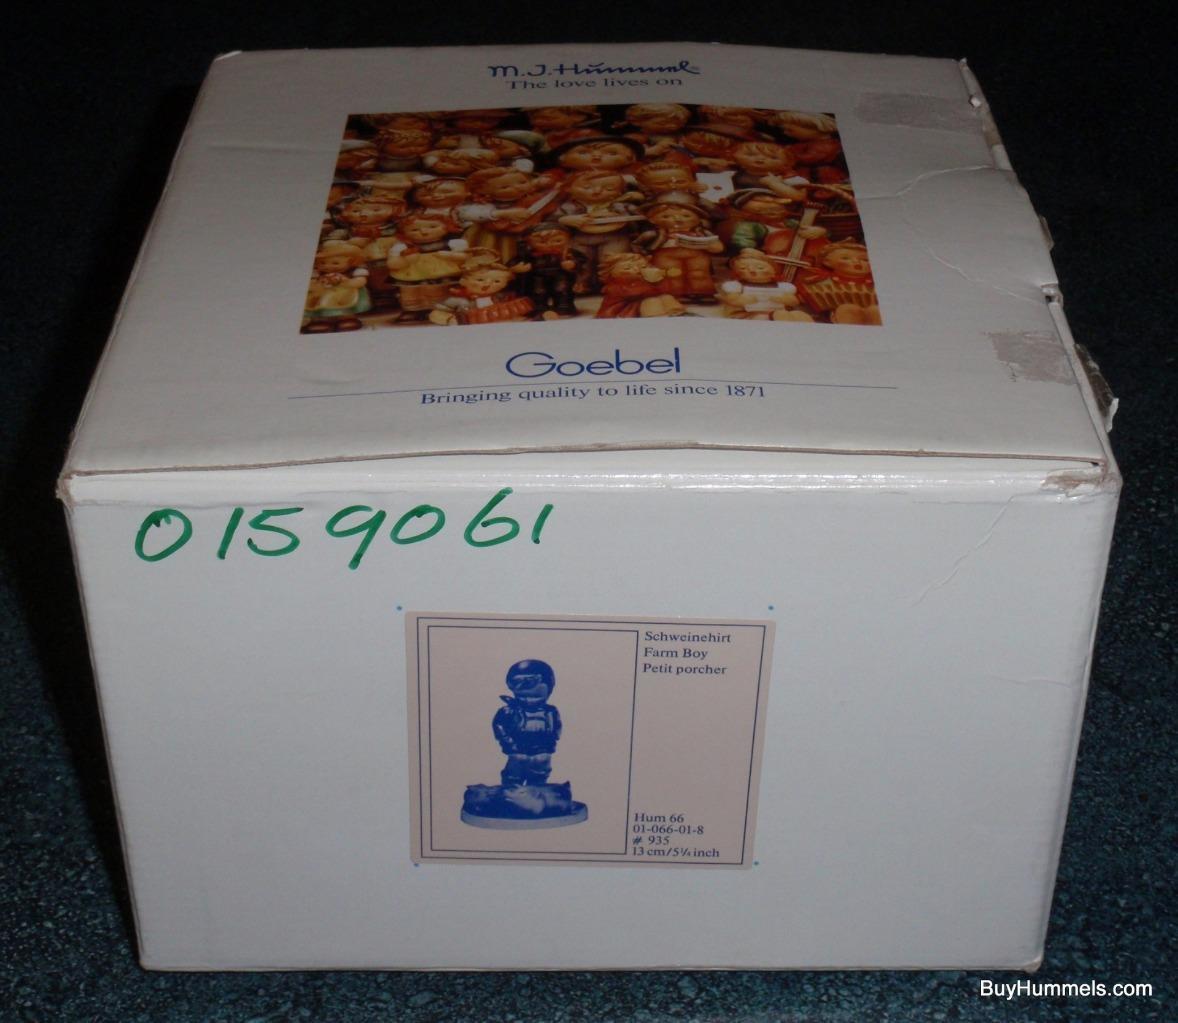 M.J.Hummel®
The love lives on
Goebel
Bringing quality to life since 1871
0159061
Schweinehirt
Farm Boy
Petit porcher
Hum 66
01-066-01-8
# 935
13 cm/5¼ inch
BuyHummels.com